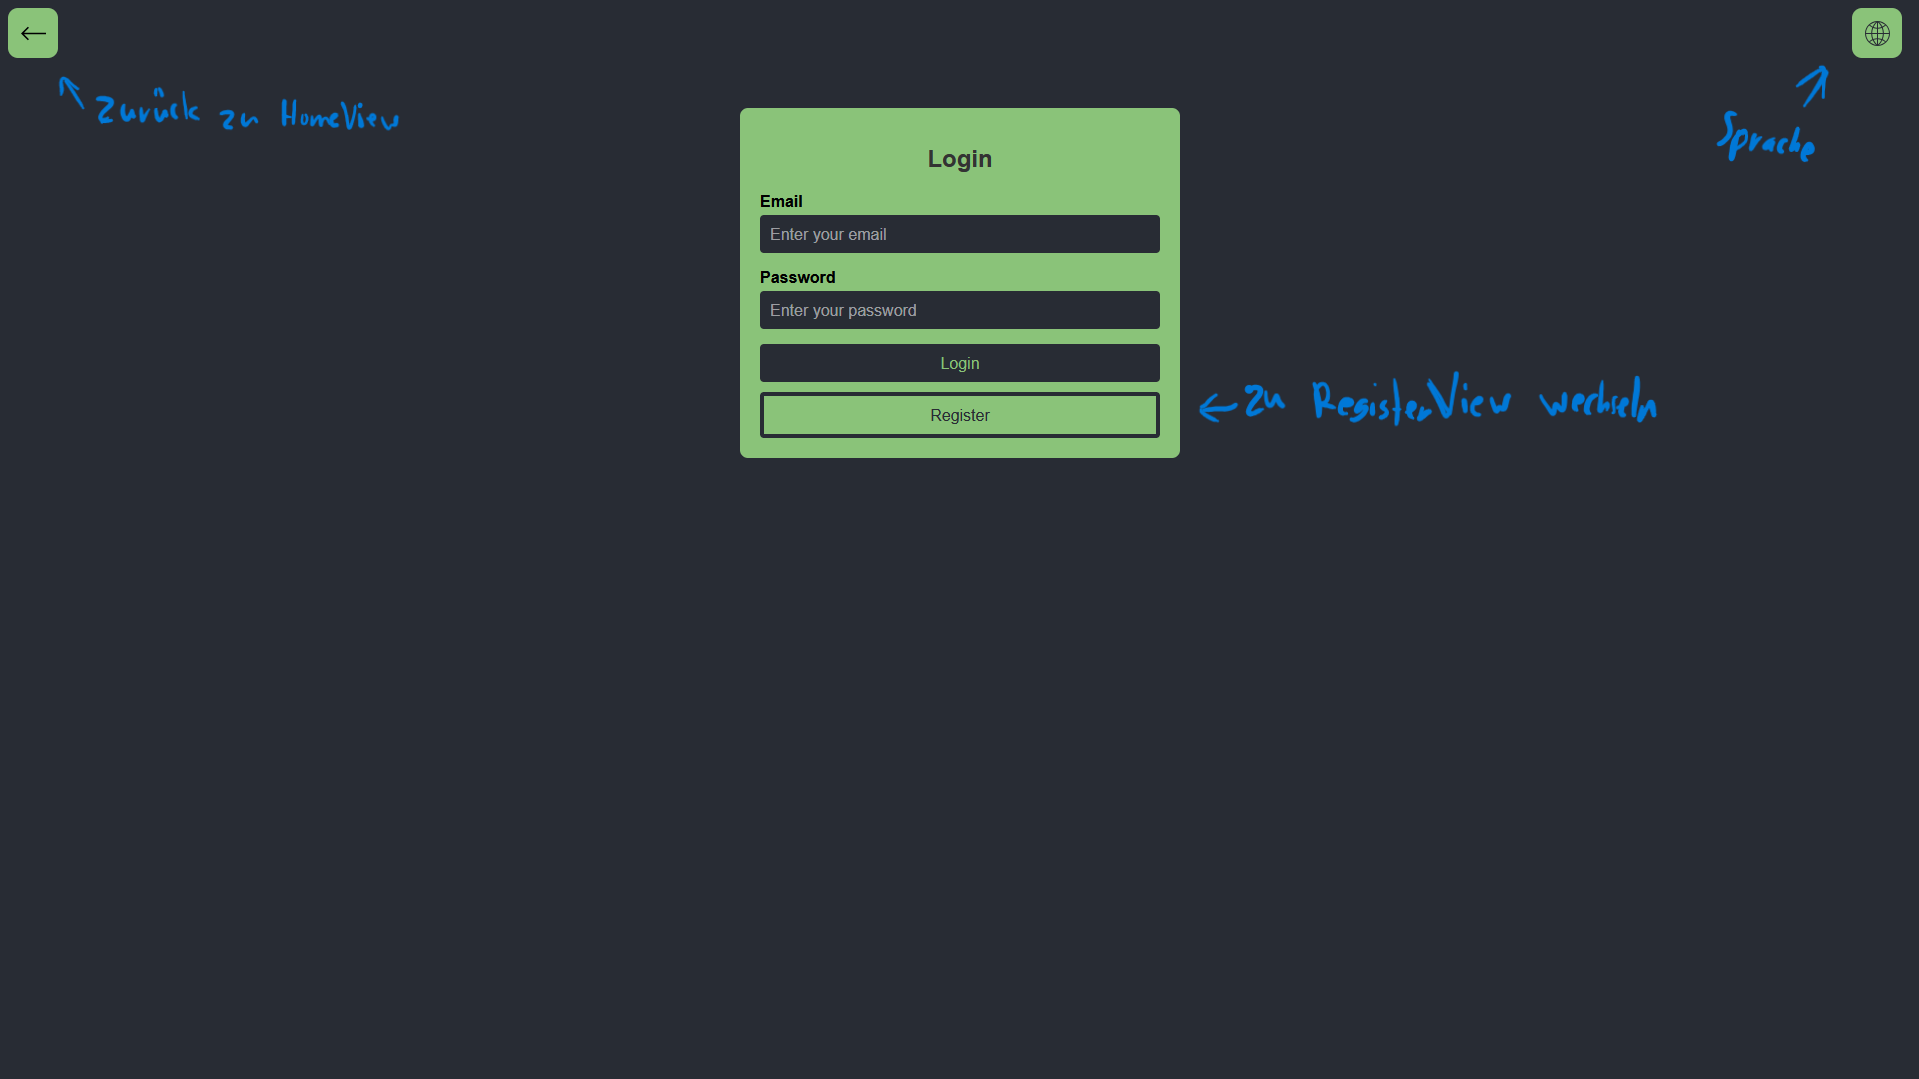 Zurück zu HomeView
Sprache
Login
Email
Enter your email
Password
Enter your password
Login
Register
zu RegisterView wechseln